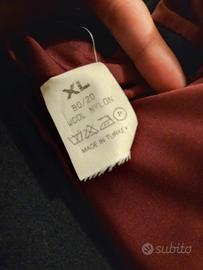 XL
80/20
WOOL NYLON
A
MADE IN TURKEY
subito